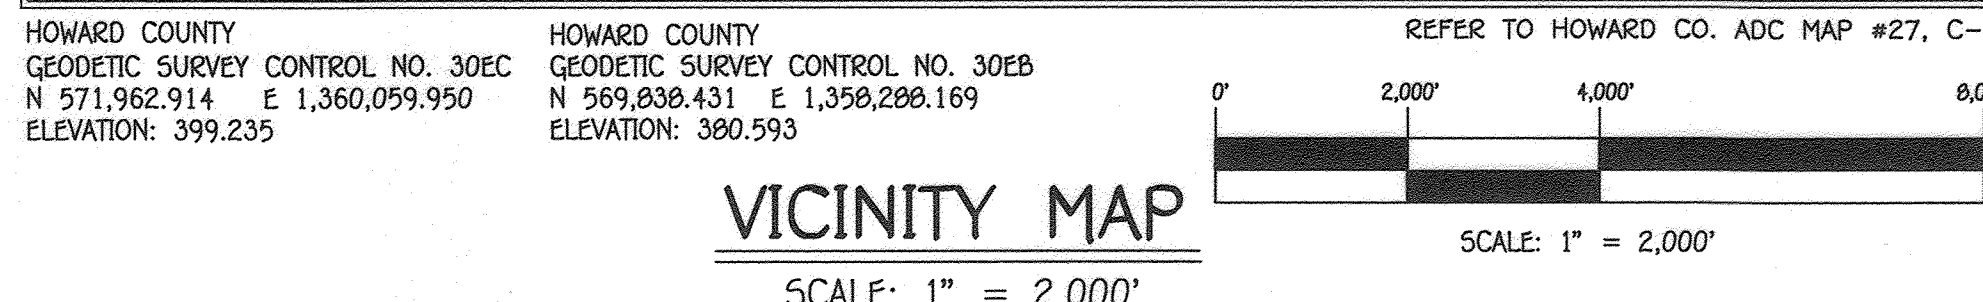 HOWARD COUNTY
GEODETIC SURVEY CONTROL NO. 30EC
N 571,962.914 E 1,360,059.950
ELEVATION: 399.235
HOWARD COUNTY
GEODETIC SURVEY CONTROL NO. 30EB
N 569,838.431 E 1,358,288.169
ELEVATION: 380.593
REFER TO HOWARD CO. ADC MAP #27, C-
0' 2,000' 4,000'
SCALE: 1" = 2,000'
VICINITY MAP
SCALE: 1" = 2,000'